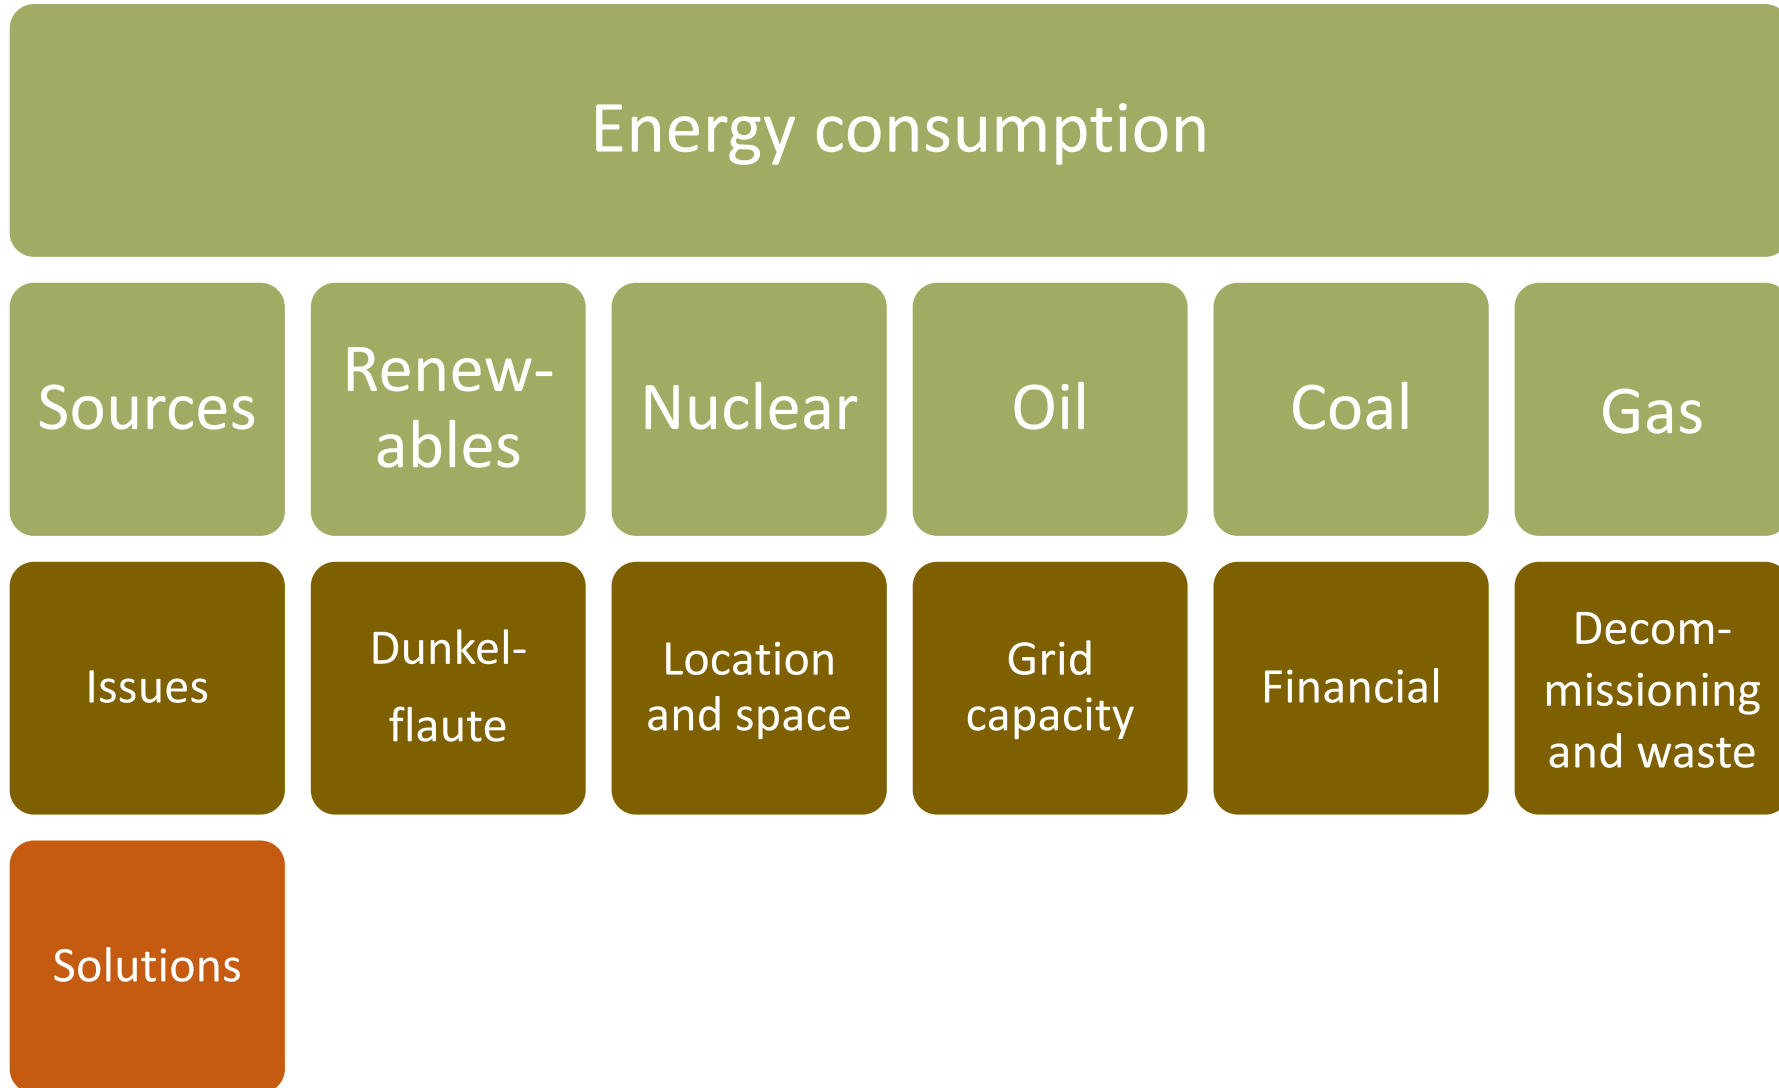 Energy consumption
Sources
Renew-
ables
Nuclear
Oil
Coal
Gas
Issues
Dunkel-
flaute
Location
and space
Grid
capacity
Financial
Decom-
missioning
and waste
Solutions